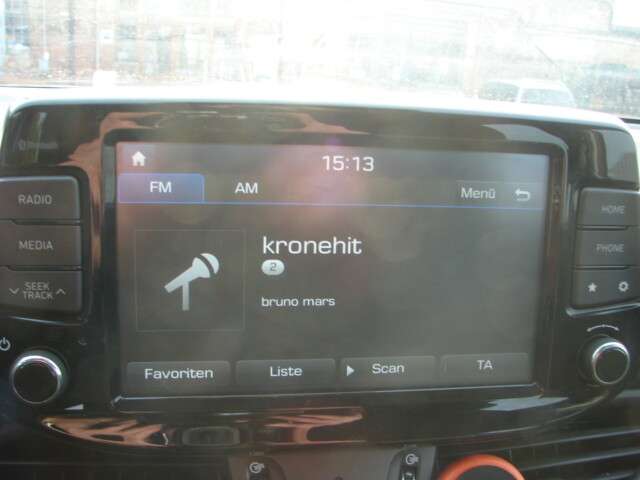 15:13
FM AM Menü
kronehit
2
bruno mars
Favoriten Liste Scan TA
RADIO
MEDIA
SEEK
TRACK
HOME
PHONE